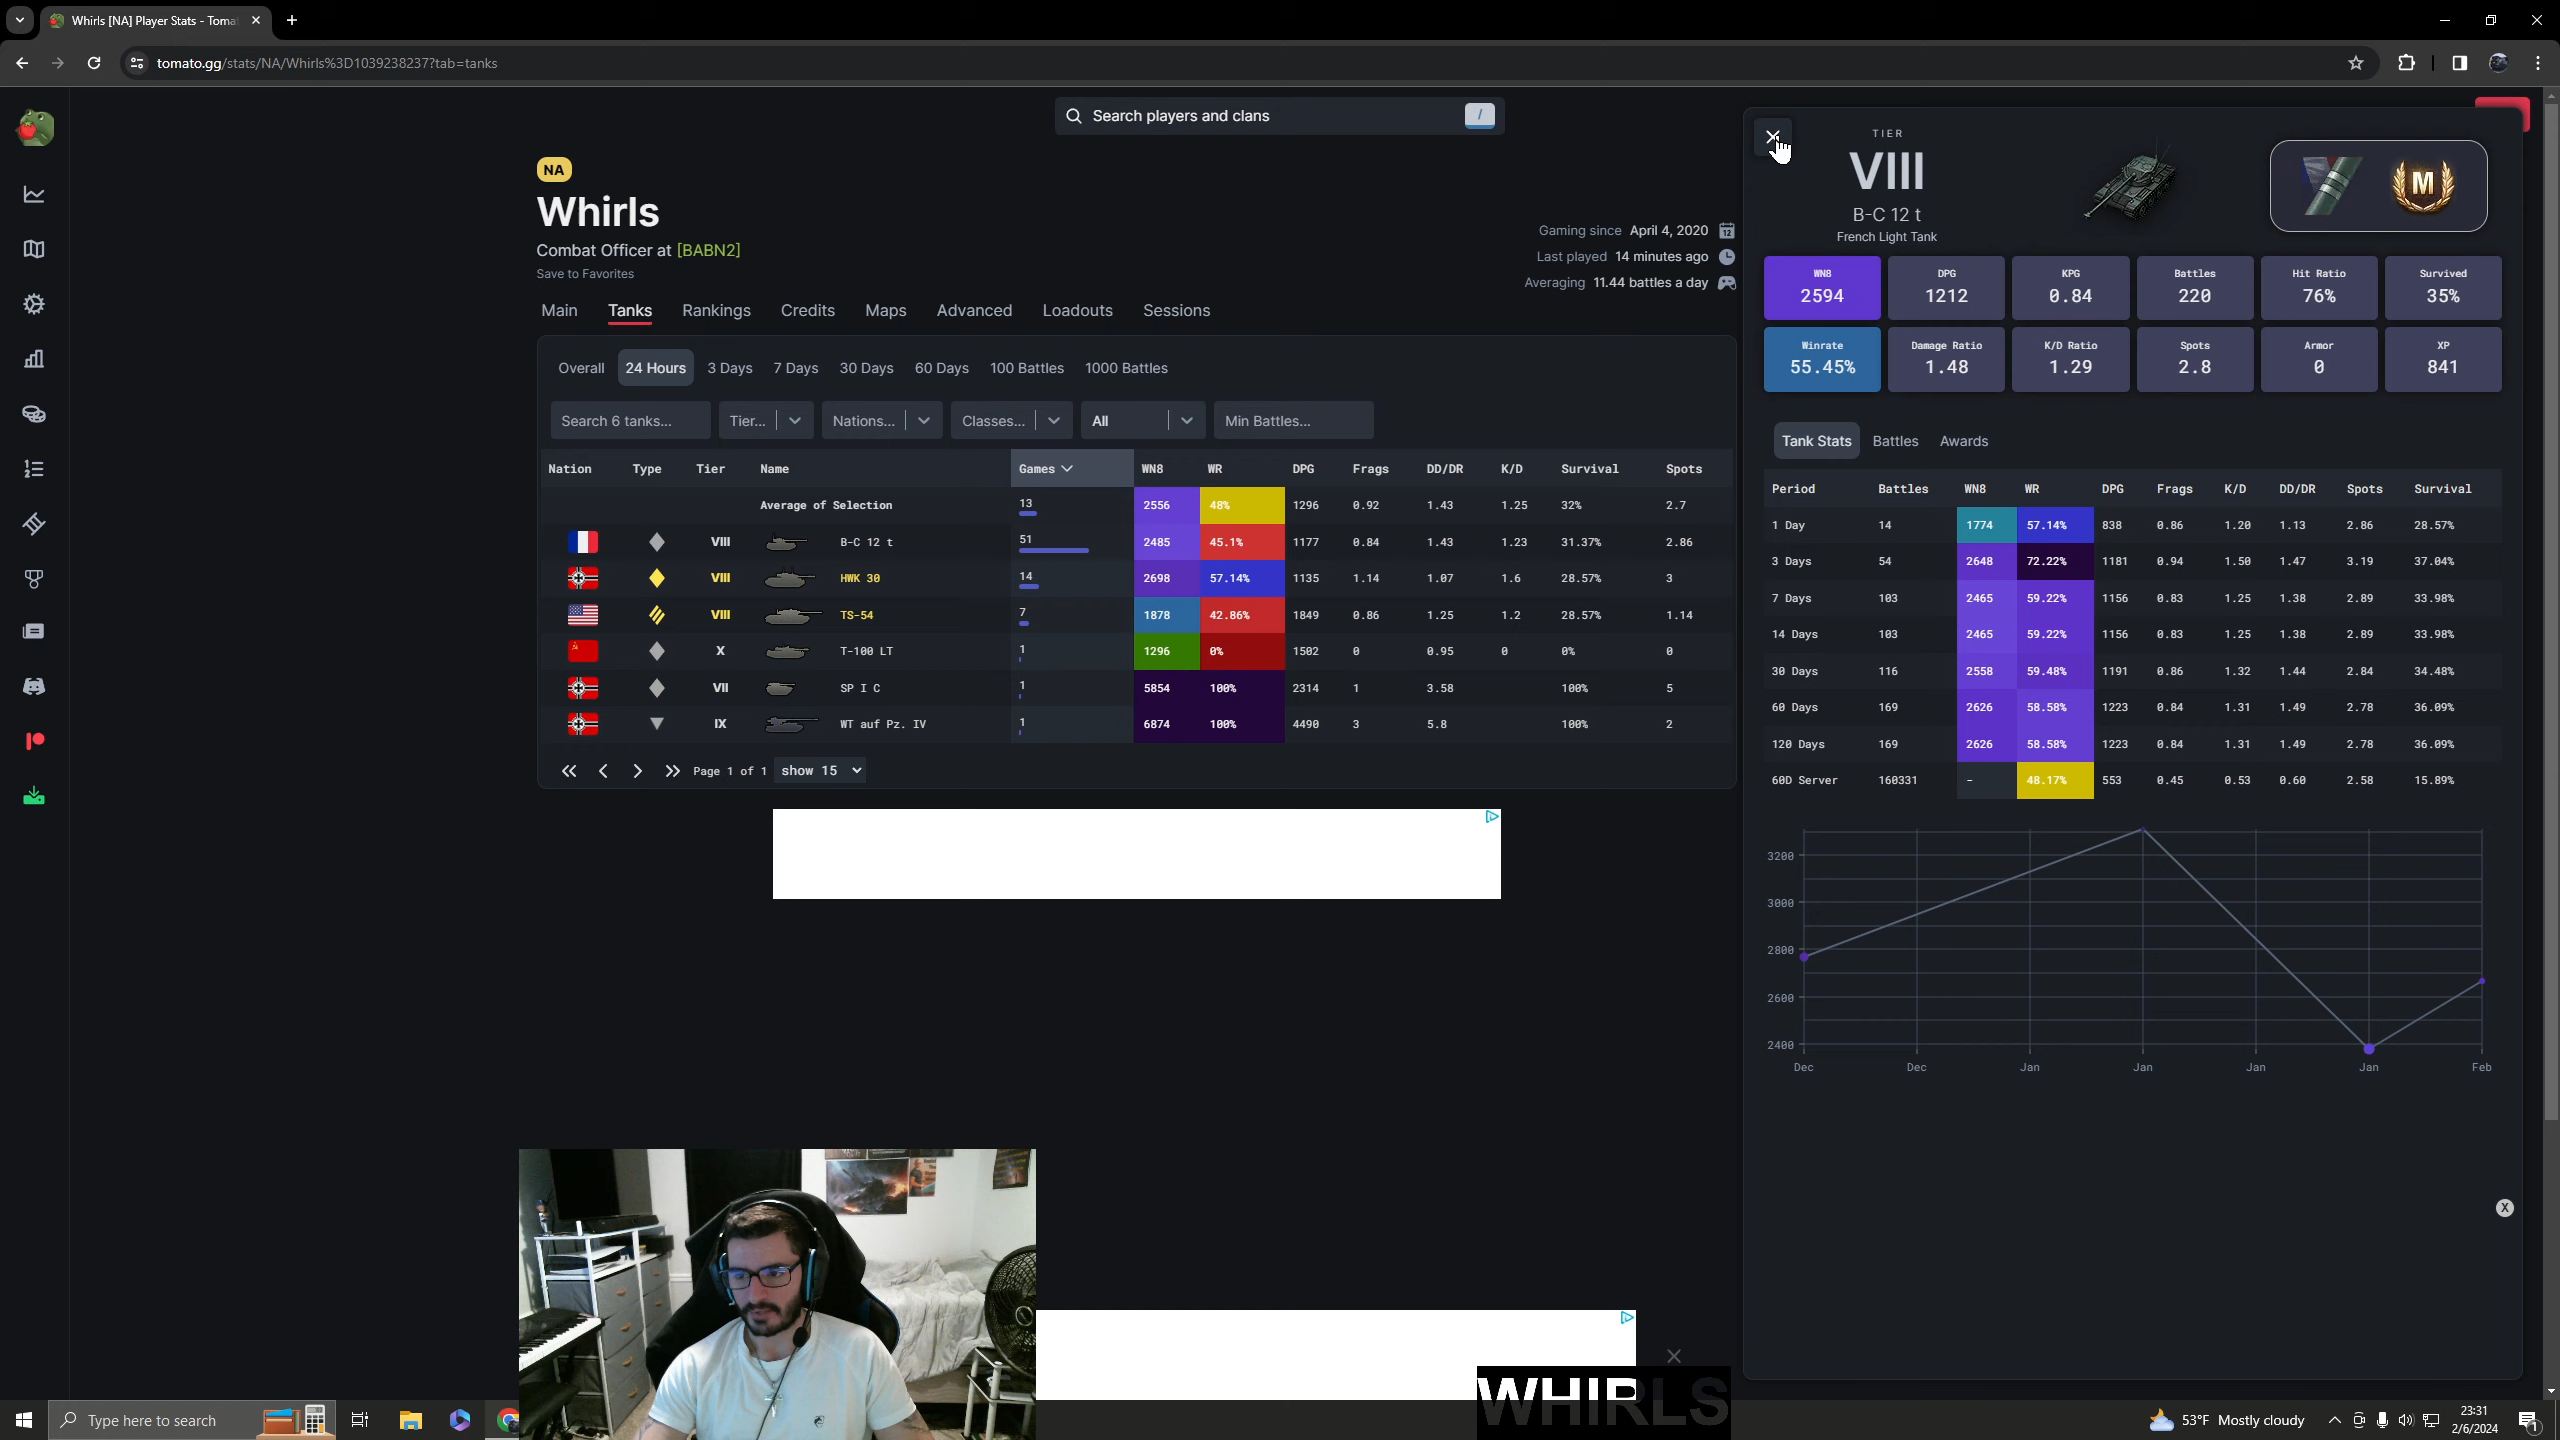 Whirls [NA] Player Stats - Toma
tomato.gg/stats/NA/Whirls%3D1039238237?tab=tanks
Search players and clans /
NA
Whirls
Combat Officer at [BABN2]
Save to Favorites
Gaming since April 4, 2020
Last played 14 minutes ago
Averaging 11.44 battles a day
Main Tanks Rankings Credits Maps Advanced Loadouts Sessions
Overall 24 Hours 3 Days 7 Days 30 Days 60 Days 100 Battles 1000 Battles
Search 6 tanks... Tier... Nations... Classes... All Min Battles...
Nation Type Tier Name Games WN8 WR DPG Frags DD/DR K/D Survival Spots
Average of Selection 13 2556 48% 1296 0.92 1.43 1.25 32% 2.7
VIII B-C 12 t 51 2485 45.1% 1177 0.84 1.43 1.23 31.37% 2.86
VIII HWK 30 14 2698 57.14% 1135 1.14 1.07 1.6 28.57% 3
VIII TS-54 7 1878 42.86% 1849 0.86 1.25 1.2 28.57% 1.14
X T-100 LT 1 1296 0% 1502 0 0.95 0 0% 0
VII SP I C 1 5854 100% 2314 1 3.58 100% 5
IX WT auf Pz. IV 1 6874 100% 4490 3 5.8 100% 2
Page 1 of 1 show 15
TIER
VIII
B-C 12 t
French Light Tank
M
WN8 DPG KPG Battles Hit Ratio Survived
2594 1212 0.84 220 76% 35%
Winrate Damage Ratio K/D Ratio Spots Armor XP
55.45% 1.48 1.29 2.8 0 841
Tank Stats Battles Awards
Period Battles WN8 WR DPG Frags K/D DD/DR Spots Survival
1 Day 14 1774 57.14% 838 0.86 1.20 1.13 2.86 28.57%
3 Days 54 2648 72.22% 1181 0.94 1.50 1.47 3.19 37.04%
7 Days 103 2465 59.22% 1156 0.83 1.25 1.38 2.89 33.98%
14 Days 103 2465 59.22% 1156 0.83 1.25 1.38 2.89 33.98%
30 Days 116 2558 59.48% 1191 0.86 1.32 1.44 2.84 34.48%
60 Days 169 2626 58.58% 1223 0.84 1.31 1.49 2.78 36.09%
120 Days 169 2626 58.58% 1223 0.84 1.31 1.49 2.78 36.09%
60D Server 160331 - 48.17% 553 0.45 0.53 0.60 2.58 15.89%
3200
3000
2800
2600
2400
Dec Dec Jan Jan Jan Jan Feb
X
WHIRLS
Type here to search
53°F Mostly cloudy
23:31
2/6/2024
1